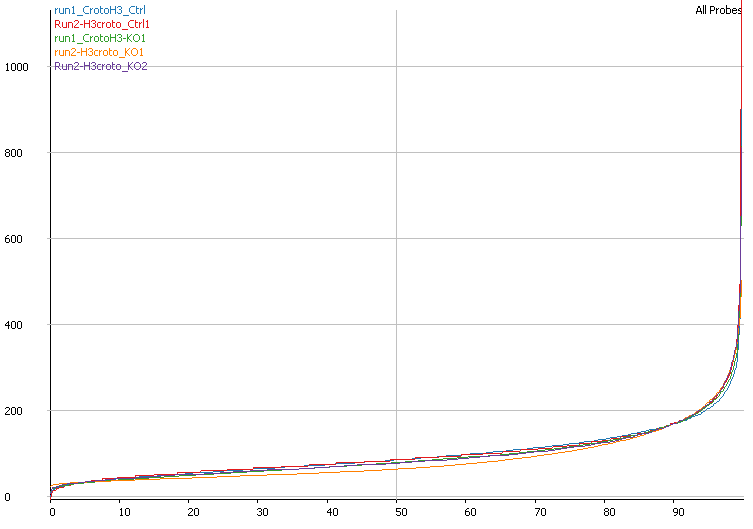 run1_CrotoH3_Ctrl
All Probes
Run2-H3croto_Ctrl1
run1_CrotoH3-KO1
run2-H3croto_KO1
Run2-H3croto_KO2
1000
800
600
400
200
0
0 10 20 30 40 50 60 70 80 90